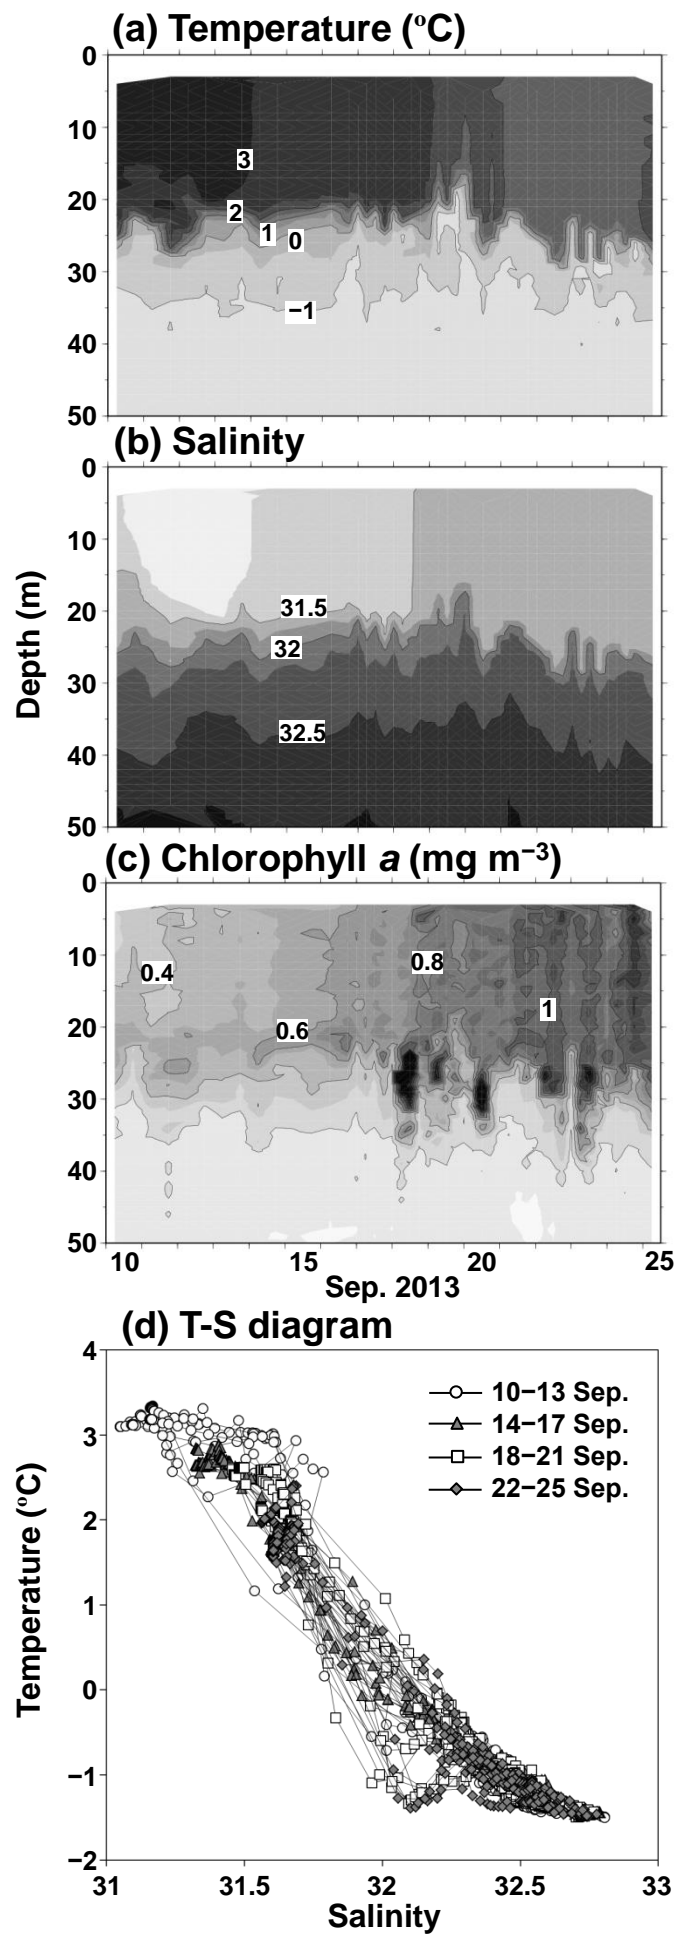 (a) Temperature (°C)
0
10
20
30
40
50
3
2
1
0
−1
(b) Salinity
0
10
20
30
40
50
31.5
32
32.5
Depth (m)
(c) Chlorophyll a (mg m⁻³)
0
10
20
30
40
50
0.4
0.6
0.8
1
10 15 20 25
Sep. 2013
(d) T-S diagram
4
3
2
1
0
−1
−2
10−13 Sep.
14−17 Sep.
18−21 Sep.
22−25 Sep.
Temperature (°C)
31 31.5 32 32.5 33
Salinity